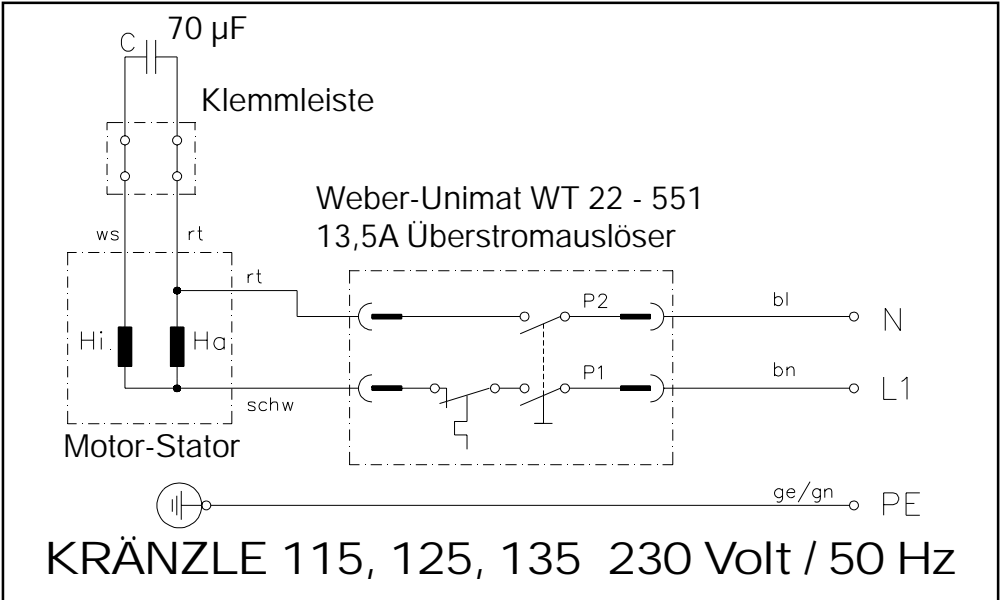 C 70 µF
Klemmleiste
Weber-Unimat WT 22 - 551
13,5A Überstromauslöser
ws rt
rt
P2 bl N
Hi Ha
P1 bn L1
schw
Motor-Stator
ge/gn PE
KRÄNZLE 115, 125, 135 230 Volt / 50 Hz